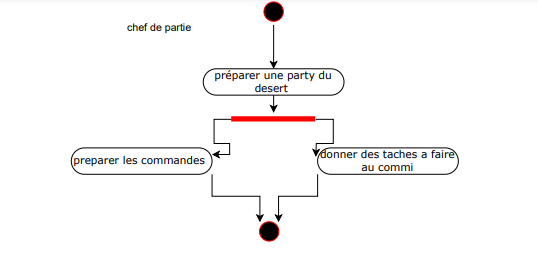 chef de partie
préparer une party du
desert
preparer les commandes
donner des taches a faire
au commi